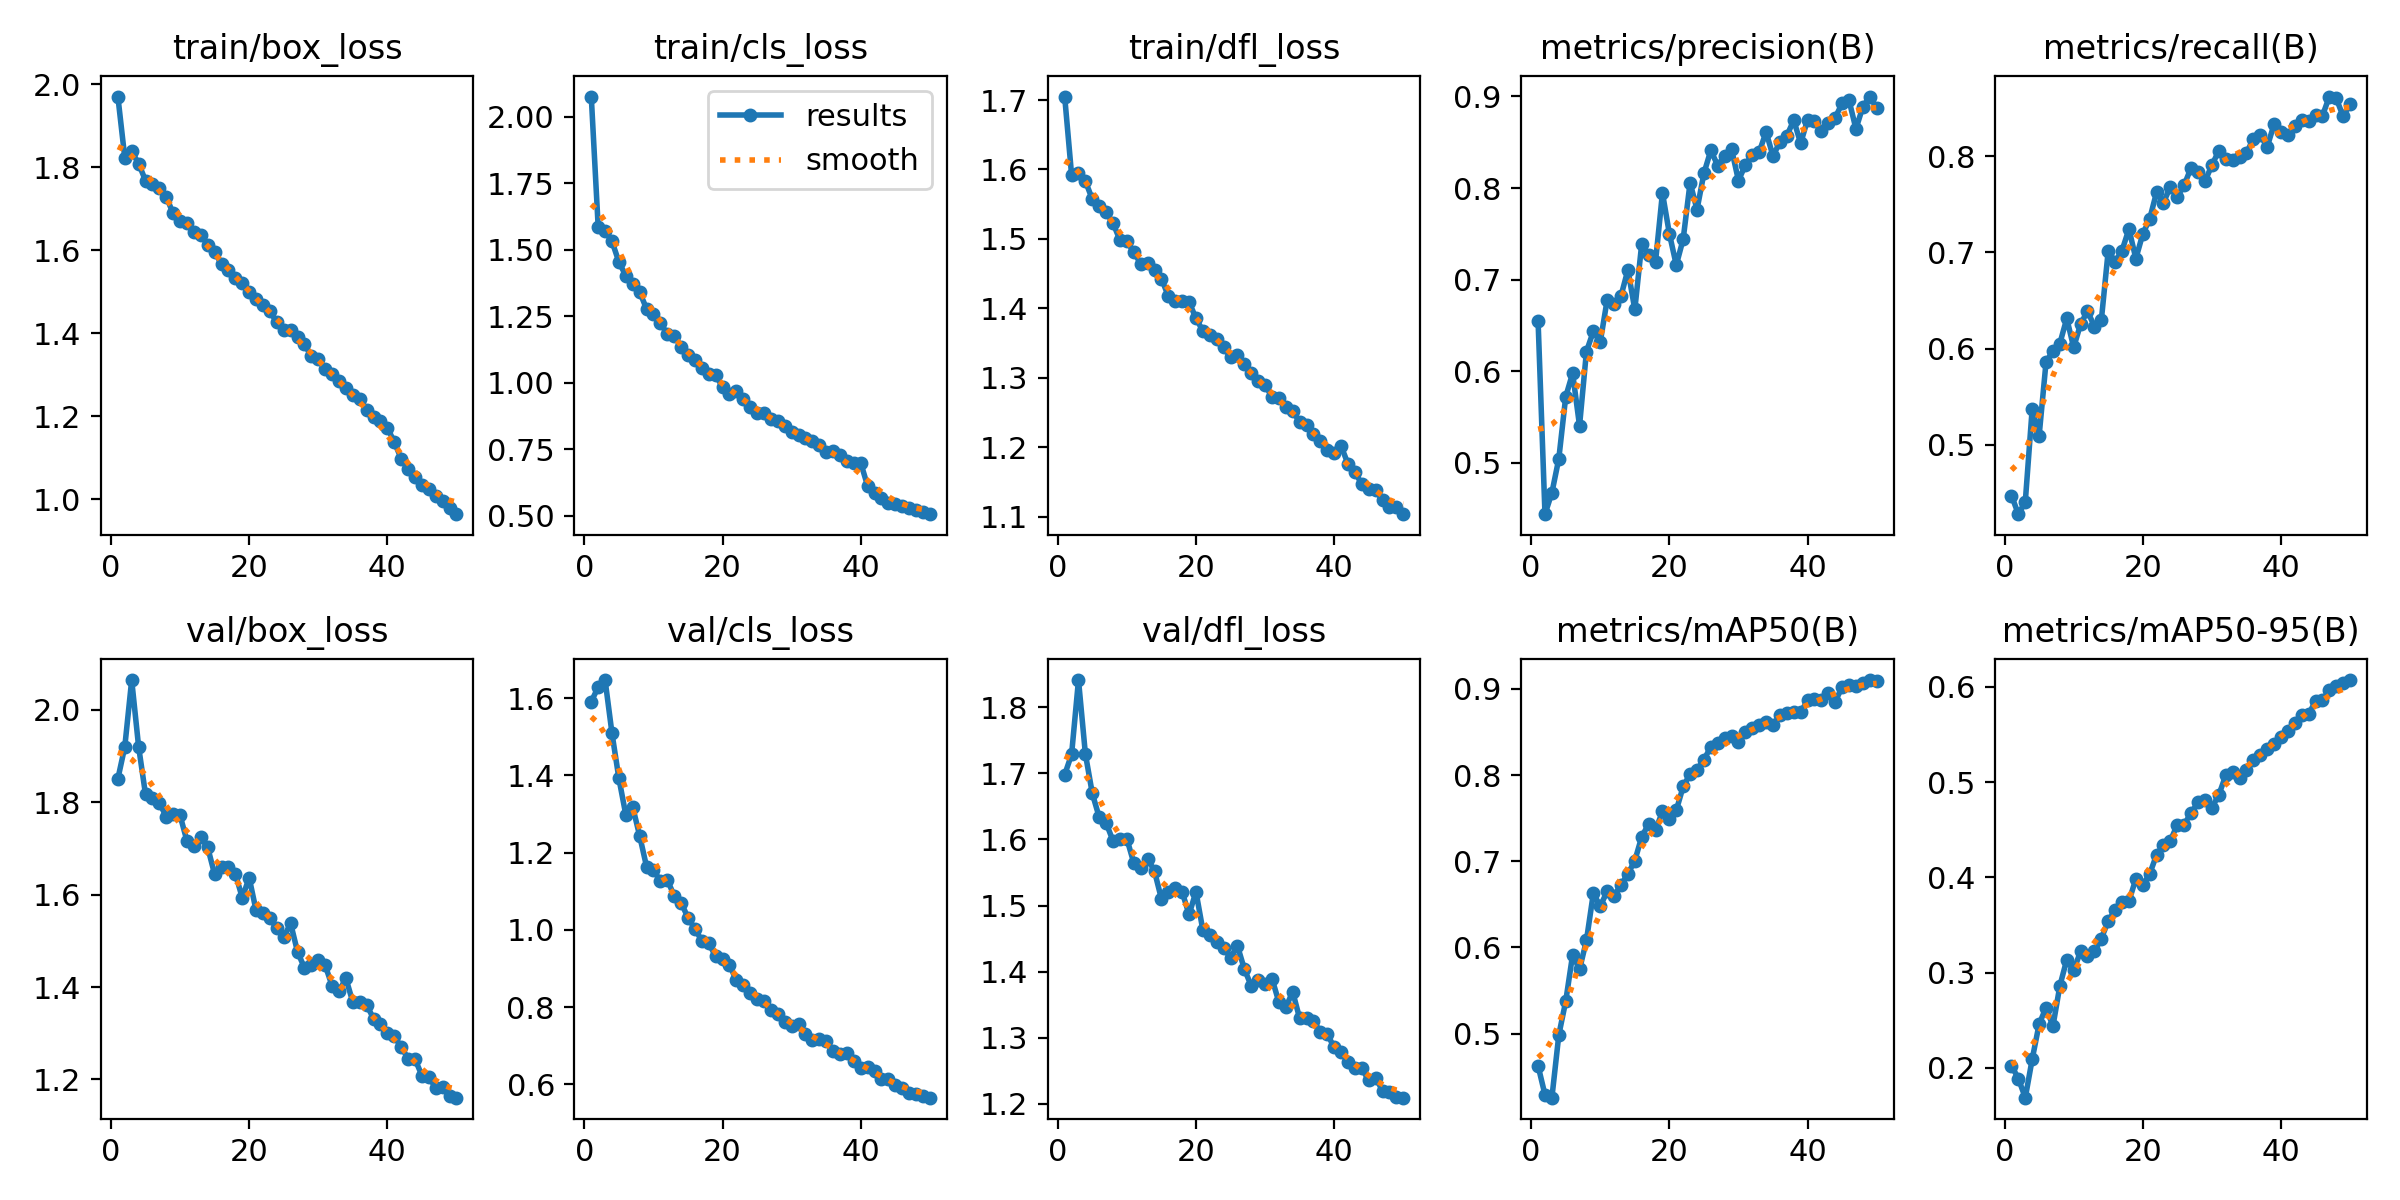 train/box_loss
2.0
1.8
1.6
1.4
1.2
1.0
0 20 40
train/cls_loss
2.00
1.75
1.50
1.25
1.00
0.75
0.50
results
smooth
0 20 40
train/dfl_loss
1.7
1.6
1.5
1.4
1.3
1.2
1.1
0 20 40
metrics/precision(B)
0.9
0.8
0.7
0.6
0.5
0 20 40
metrics/recall(B)
0.8
0.7
0.6
0.5
0 20 40
val/box_loss
2.0
1.8
1.6
1.4
1.2
0 20 40
val/cls_loss
1.6
1.4
1.2
1.0
0.8
0.6
0 20 40
val/dfl_loss
1.8
1.7
1.6
1.5
1.4
1.3
1.2
0 20 40
metrics/mAP50(B)
0.9
0.8
0.7
0.6
0.5
0 20 40
metrics/mAP50-95(B)
0.6
0.5
0.4
0.3
0.2
0 20 40